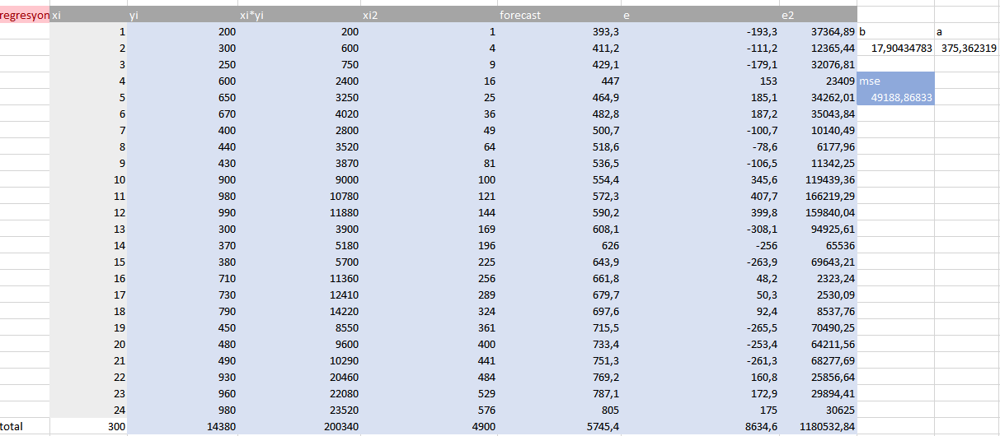 regresyon xi yi xi*yi xi2 forecast e e2
1 200 200 1 393,3 -193,3 37364,89 b a
2 300 600 4 411,2 -111,2 12365,44 17,90434783 375,362319
3 250 750 9 429,1 -179,1 32076,81
4 600 2400 16 447 153 23409 mse
5 650 3250 25 464,9 185,1 34262,01 49188,86833
6 670 4020 36 482,8 187,2 35043,84
7 400 2800 49 500,7 -100,7 10140,49
8 440 3520 64 518,6 -78,6 6177,96
9 430 3870 81 536,5 -106,5 11342,25
10 900 9000 100 554,4 345,6 119439,36
11 980 10780 121 572,3 407,7 166219,29
12 990 11880 144 590,2 399,8 159840,04
13 300 3900 169 608,1 -308,1 94925,61
14 370 5180 196 626 -256 65536
15 380 5700 225 643,9 -263,9 69643,21
16 710 11360 256 661,8 48,2 2323,24
17 730 12410 289 679,7 50,3 2530,09
18 790 14220 324 697,6 92,4 8537,76
19 450 8550 361 715,5 -265,5 70490,25
20 480 9600 400 733,4 -253,4 64211,56
21 490 10290 441 751,3 -261,3 68277,69
22 930 20460 484 769,2 160,8 25856,64
23 960 22080 529 787,1 172,9 29894,41
24 980 23520 576 805 175 30625
total 300 14380 200340 4900 5745,4 8634,6 1180532,84